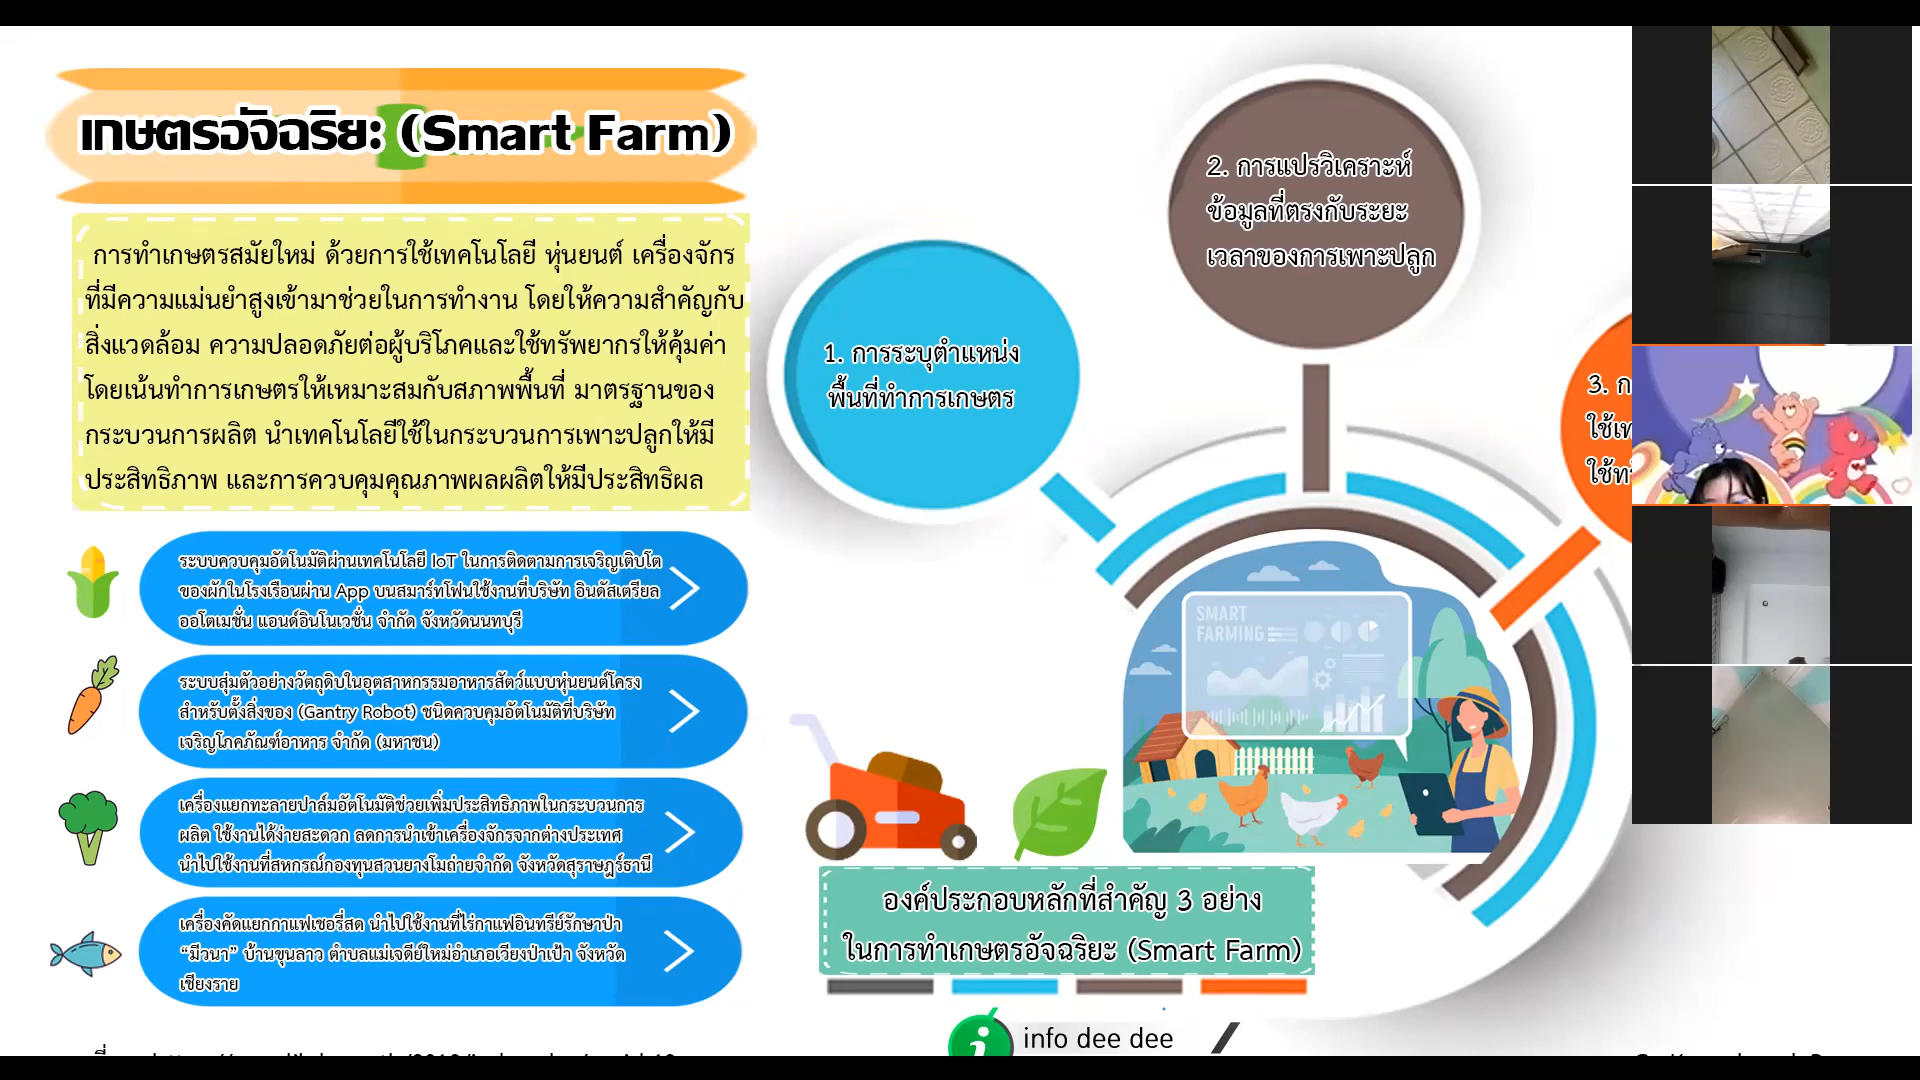 เกษตรอัจฉริยะ (Smart Farm)
การทำเกษตรสมัยใหม่ ด้วยการใช้เทคโนโลยี หุ่นยนต์ เครื่องจักร
ที่มีความแม่นยำสูงเข้ามาช่วยในการทำงาน โดยให้ความสำคัญกับ
สิ่งแวดล้อม ความปลอดภัยต่อผู้บริโภคและใช้ทรัพยากรให้คุ้มค่า
โดยเน้นทำการเกษตรให้เหมาะสมกับสภาพพื้นที่ มาตรฐานของ
กระบวนการผลิต นำเทคโนโลยีใช้ในกระบวนการเพาะปลูกให้มี
ประสิทธิภาพ และการควบคุมคุณภาพผลผลิตให้มีประสิทธิผล
ระบบควบคุมอัตโนมัติผ่านเทคโนโลยี IoT ในการติดตามการเจริญเติบโต
ของผักในโรงเรือนผ่าน App บนสมาร์ทโฟนใช้งานที่บริษัท อินดัสเตรียล
ออโตเมชั่น แอนด์อินโนเวชั่น จำกัด จังหวัดนนทบุรี
ระบบสุ่มตัวอย่างวัตถุดิบในอุตสาหกรรมอาหารสัตว์แบบหุ่นยนต์โครง
สำหรับตั้งสิ่งของ (Gantry Robot) ชนิดควบคุมอัตโนมัติที่บริษัท
เจริญโภคภัณฑ์อาหาร จำกัด (มหาชน)
เครื่องแยกทะลายปาล์มอัตโนมัติช่วยเพิ่มประสิทธิภาพในกระบวนการ
ผลิต ใช้งานได้ง่ายสะดวก ลดการนำเข้าเครื่องจักรจากต่างประเทศ
นำไปใช้งานที่สหกรณ์กองทุนสวนยางโมถ่ายจำกัด จังหวัดสุราษฎร์ธานี
เครื่องคัดแยกกาแฟเชอรี่สด นำไปใช้งานที่ไร่กาแฟอินทรีย์รักษาป่า
“มีวนา” บ้านขุนลาว ตำบลแม่เจดีย์ใหม่อำเภอเวียงป่าเป้า จังหวัด
เชียงราย
1. การระบุตำแหน่ง
พื้นที่ทำการเกษตร
2. การแปรวิเคราะห์
ข้อมูลที่ตรงกับระยะ
เวลาของการเพาะปลูก
3. ก
ใช้เท
ใช้ทรั
SMART
FARMING
องค์ประกอบหลักที่สำคัญ 3 อย่าง
ในการทำเกษตรอัจฉริยะ (Smart Farm)
info dee dee